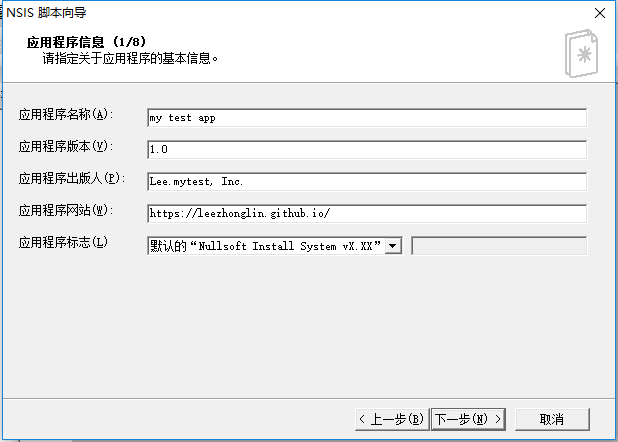 NSIS 脚本向导
应用程序信息 (1/8)
请指定关于应用程序的基本信息。
应用程序名称(A): my test app
应用程序版本(V): 1.0
应用程序出版人(P): Lee.mytest, Inc.
应用程序网站(W): https://leezhonglin.github.io/
应用程序标志(L) 默认的“Nullsoft Install System vX.XX”
< 上一步(B) 下一步(N) > 取消